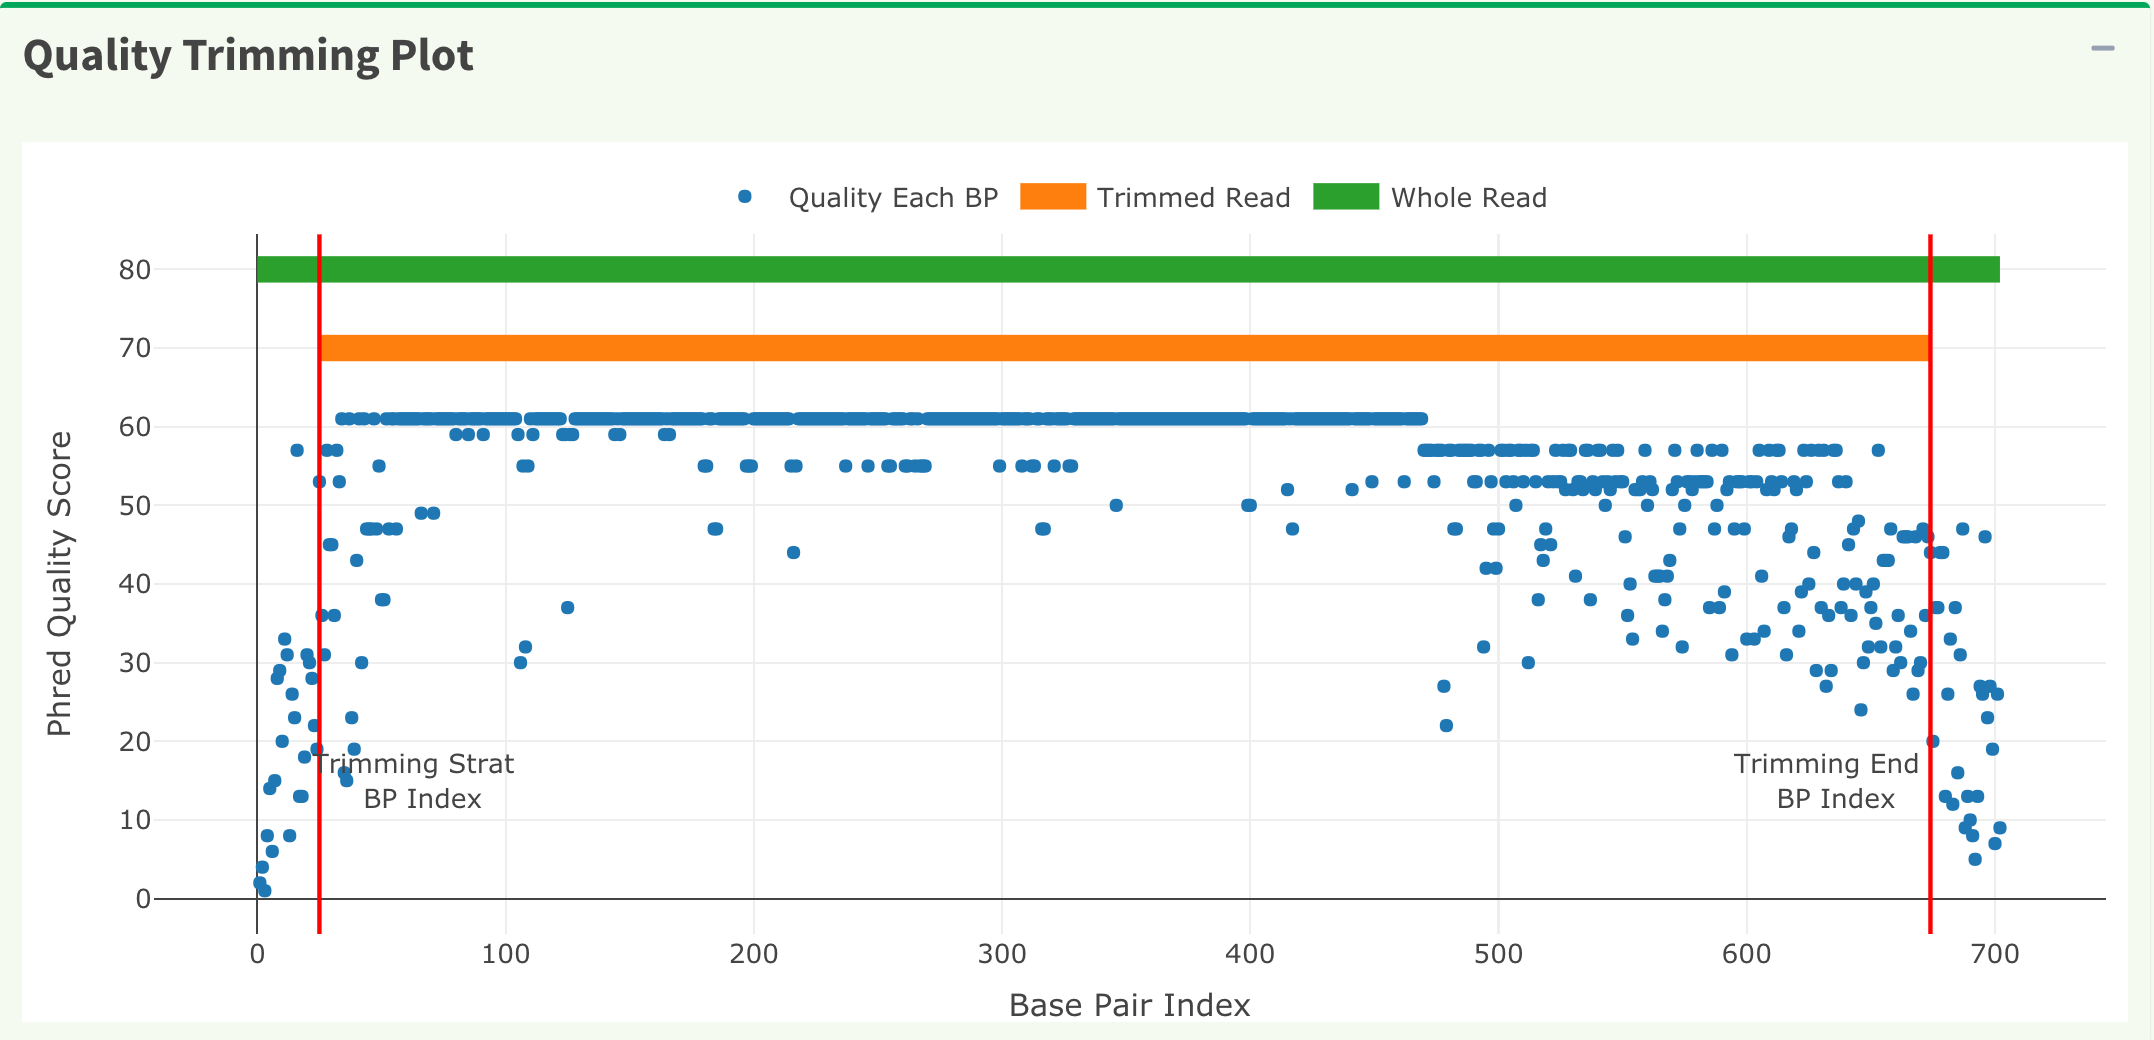 Quality Trimming Plot
Quality Each BP Trimmed Read Whole Read
80
70
60
50
40
30
20
10
0
Phred Quality Score
Trimming Strat
BP Index
Trimming End
BP Index
0 100 200 300 400 500 600 700
Base Pair Index